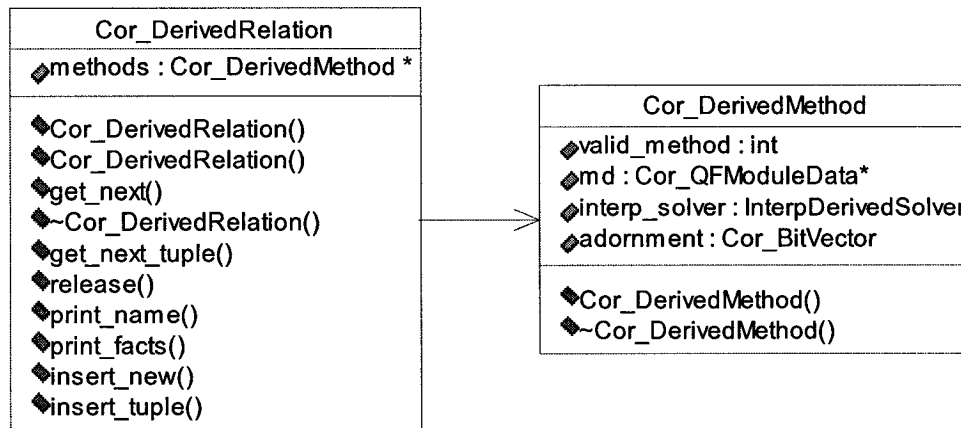 Cor_DerivedRelation
methods : Cor_DerivedMethod *
Cor_DerivedRelation()
Cor_DerivedRelation()
get_next()
~Cor_DerivedRelation()
get_next_tuple()
release()
print_name()
print_facts()
insert_new()
insert_tuple()
Cor_DerivedMethod
valid_method : int
md : Cor_QFModuleData*
interp_solver : InterpDerivedSolver
adornment : Cor_BitVector
Cor_DerivedMethod()
~Cor_DerivedMethod()